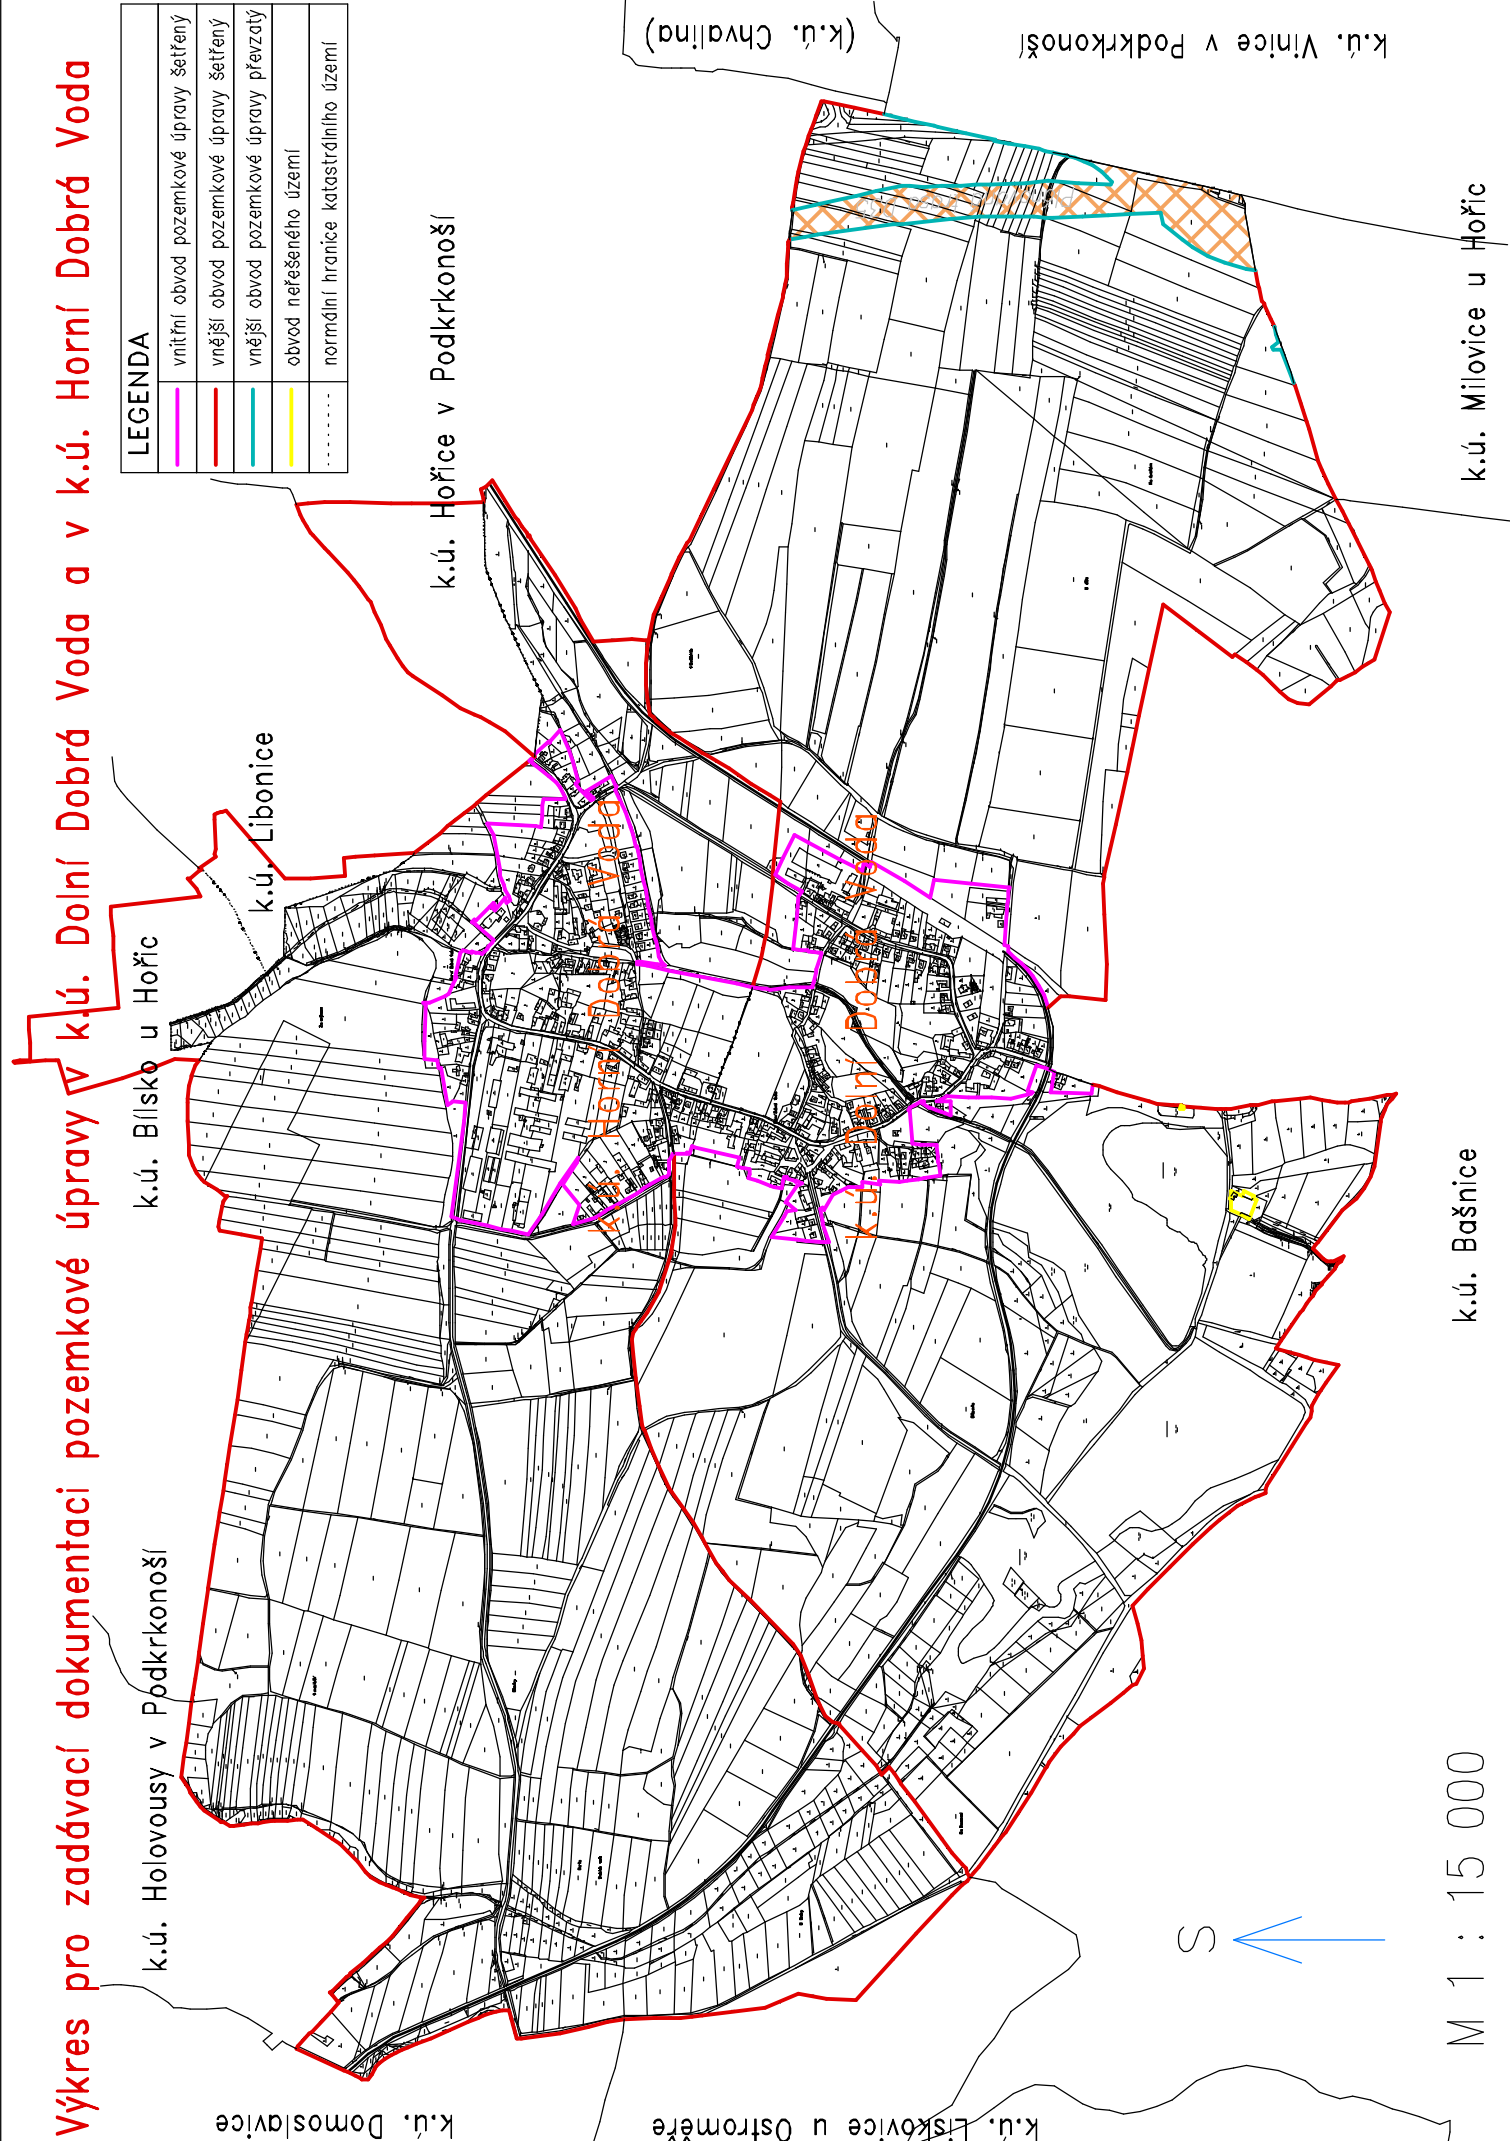 Výkres pro zadávací dokumentaci pozemkové úpravy v k.ú. Dolní Dobrá Voda a v k.ú. Horní Dobrá Voda
LEGENDA
vnitřní obvod pozemkové úpravy šetřený
vnější obvod pozemkové úpravy šetřený
vnější obvod pozemkové úpravy převzatý
obvod neřešeného území
normální hranice katastrálního území
k.ú. Holovousy v Podkrkonoší
k.ú. Bílsko u Hořic
k.ú. Libonice
k.ú. Hořice v Podkrkonoší
(k.ú. Chvalina)
k.ú. Vinice v Podkrkonoší
k.ú. Domoslavice
k.ú. Horní Dobrá Voda
k.ú. Dolní Dobrá Voda
k.ú. Lískovice u Ostroměře
k.ú. Milovice u Hořic
k.ú. Bašnice
S
M 1 : 15 000